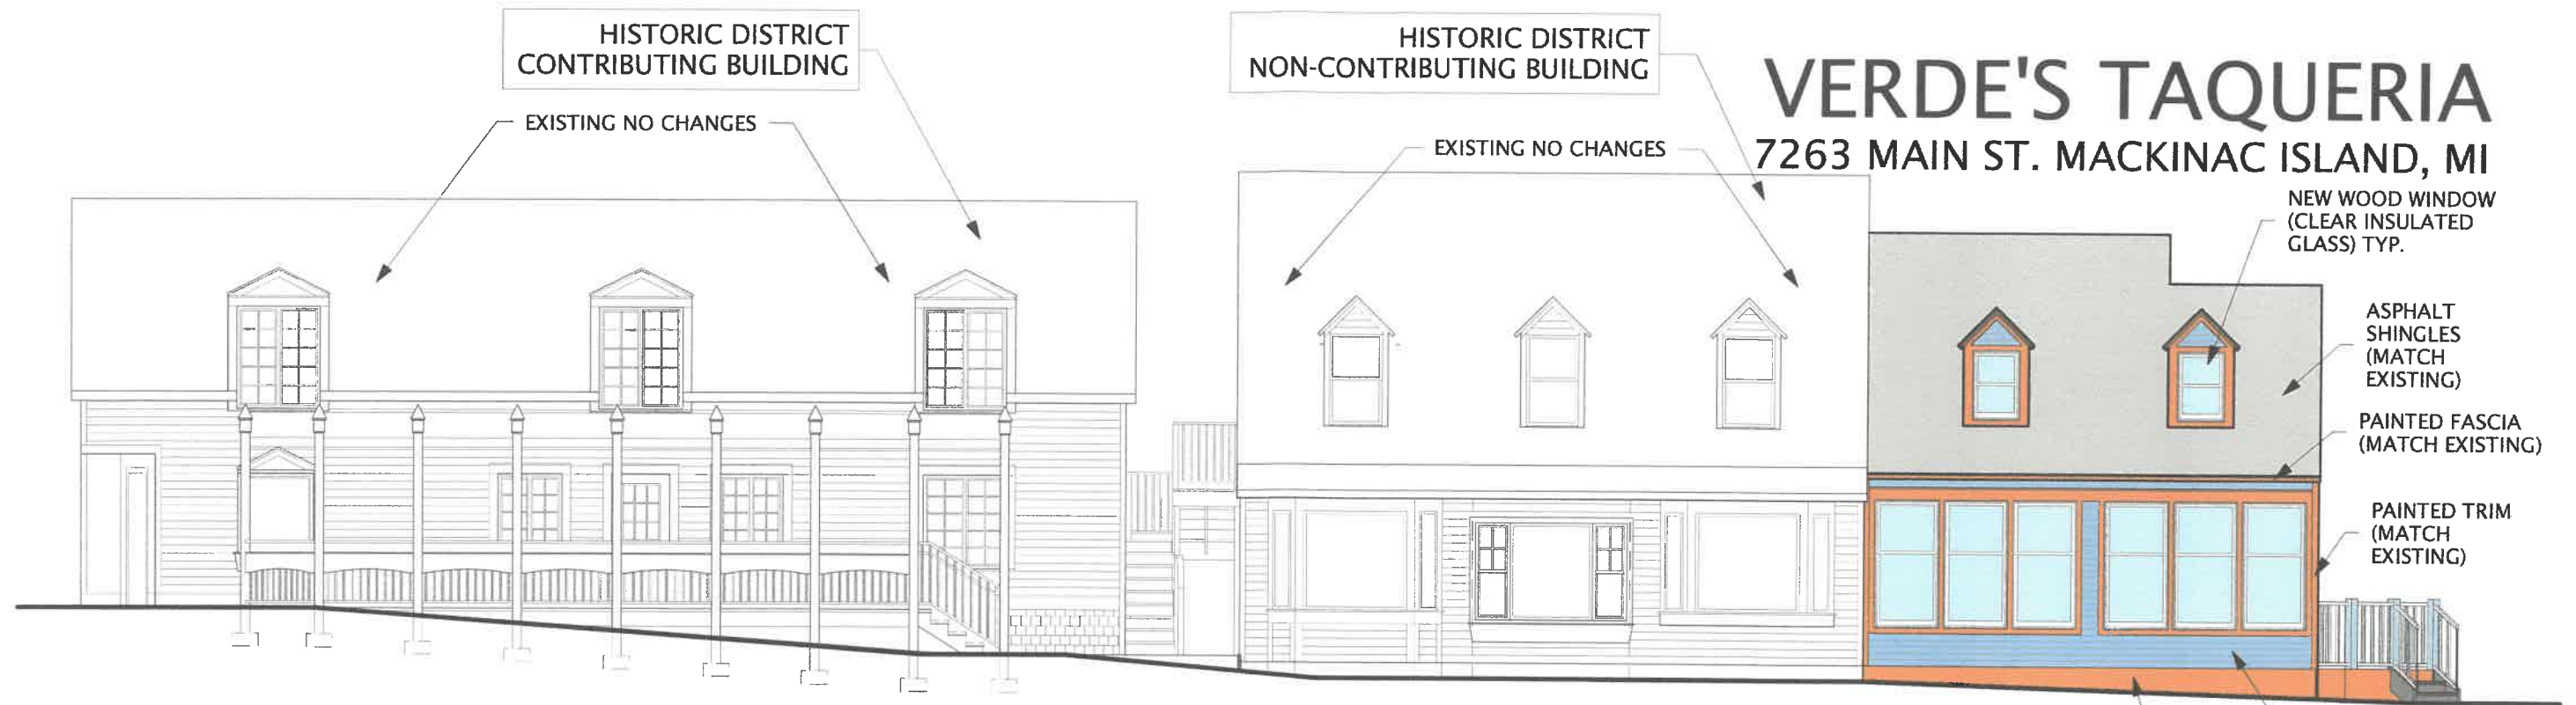 HISTORIC DISTRICT
CONTRIBUTING BUILDING
EXISTING NO CHANGES
HISTORIC DISTRICT
NON-CONTRIBUTING BUILDING
EXISTING NO CHANGES
VERDE'S TAQUERIA
7263 MAIN ST. MACKINAC ISLAND, MI
NEW WOOD WINDOW
(CLEAR INSULATED
GLASS) TYP.
ASPHALT
SHINGLES
(MATCH
EXISTING)
PAINTED FASCIA
(MATCH EXISTING)
PAINTED TRIM
(MATCH
EXISTING)